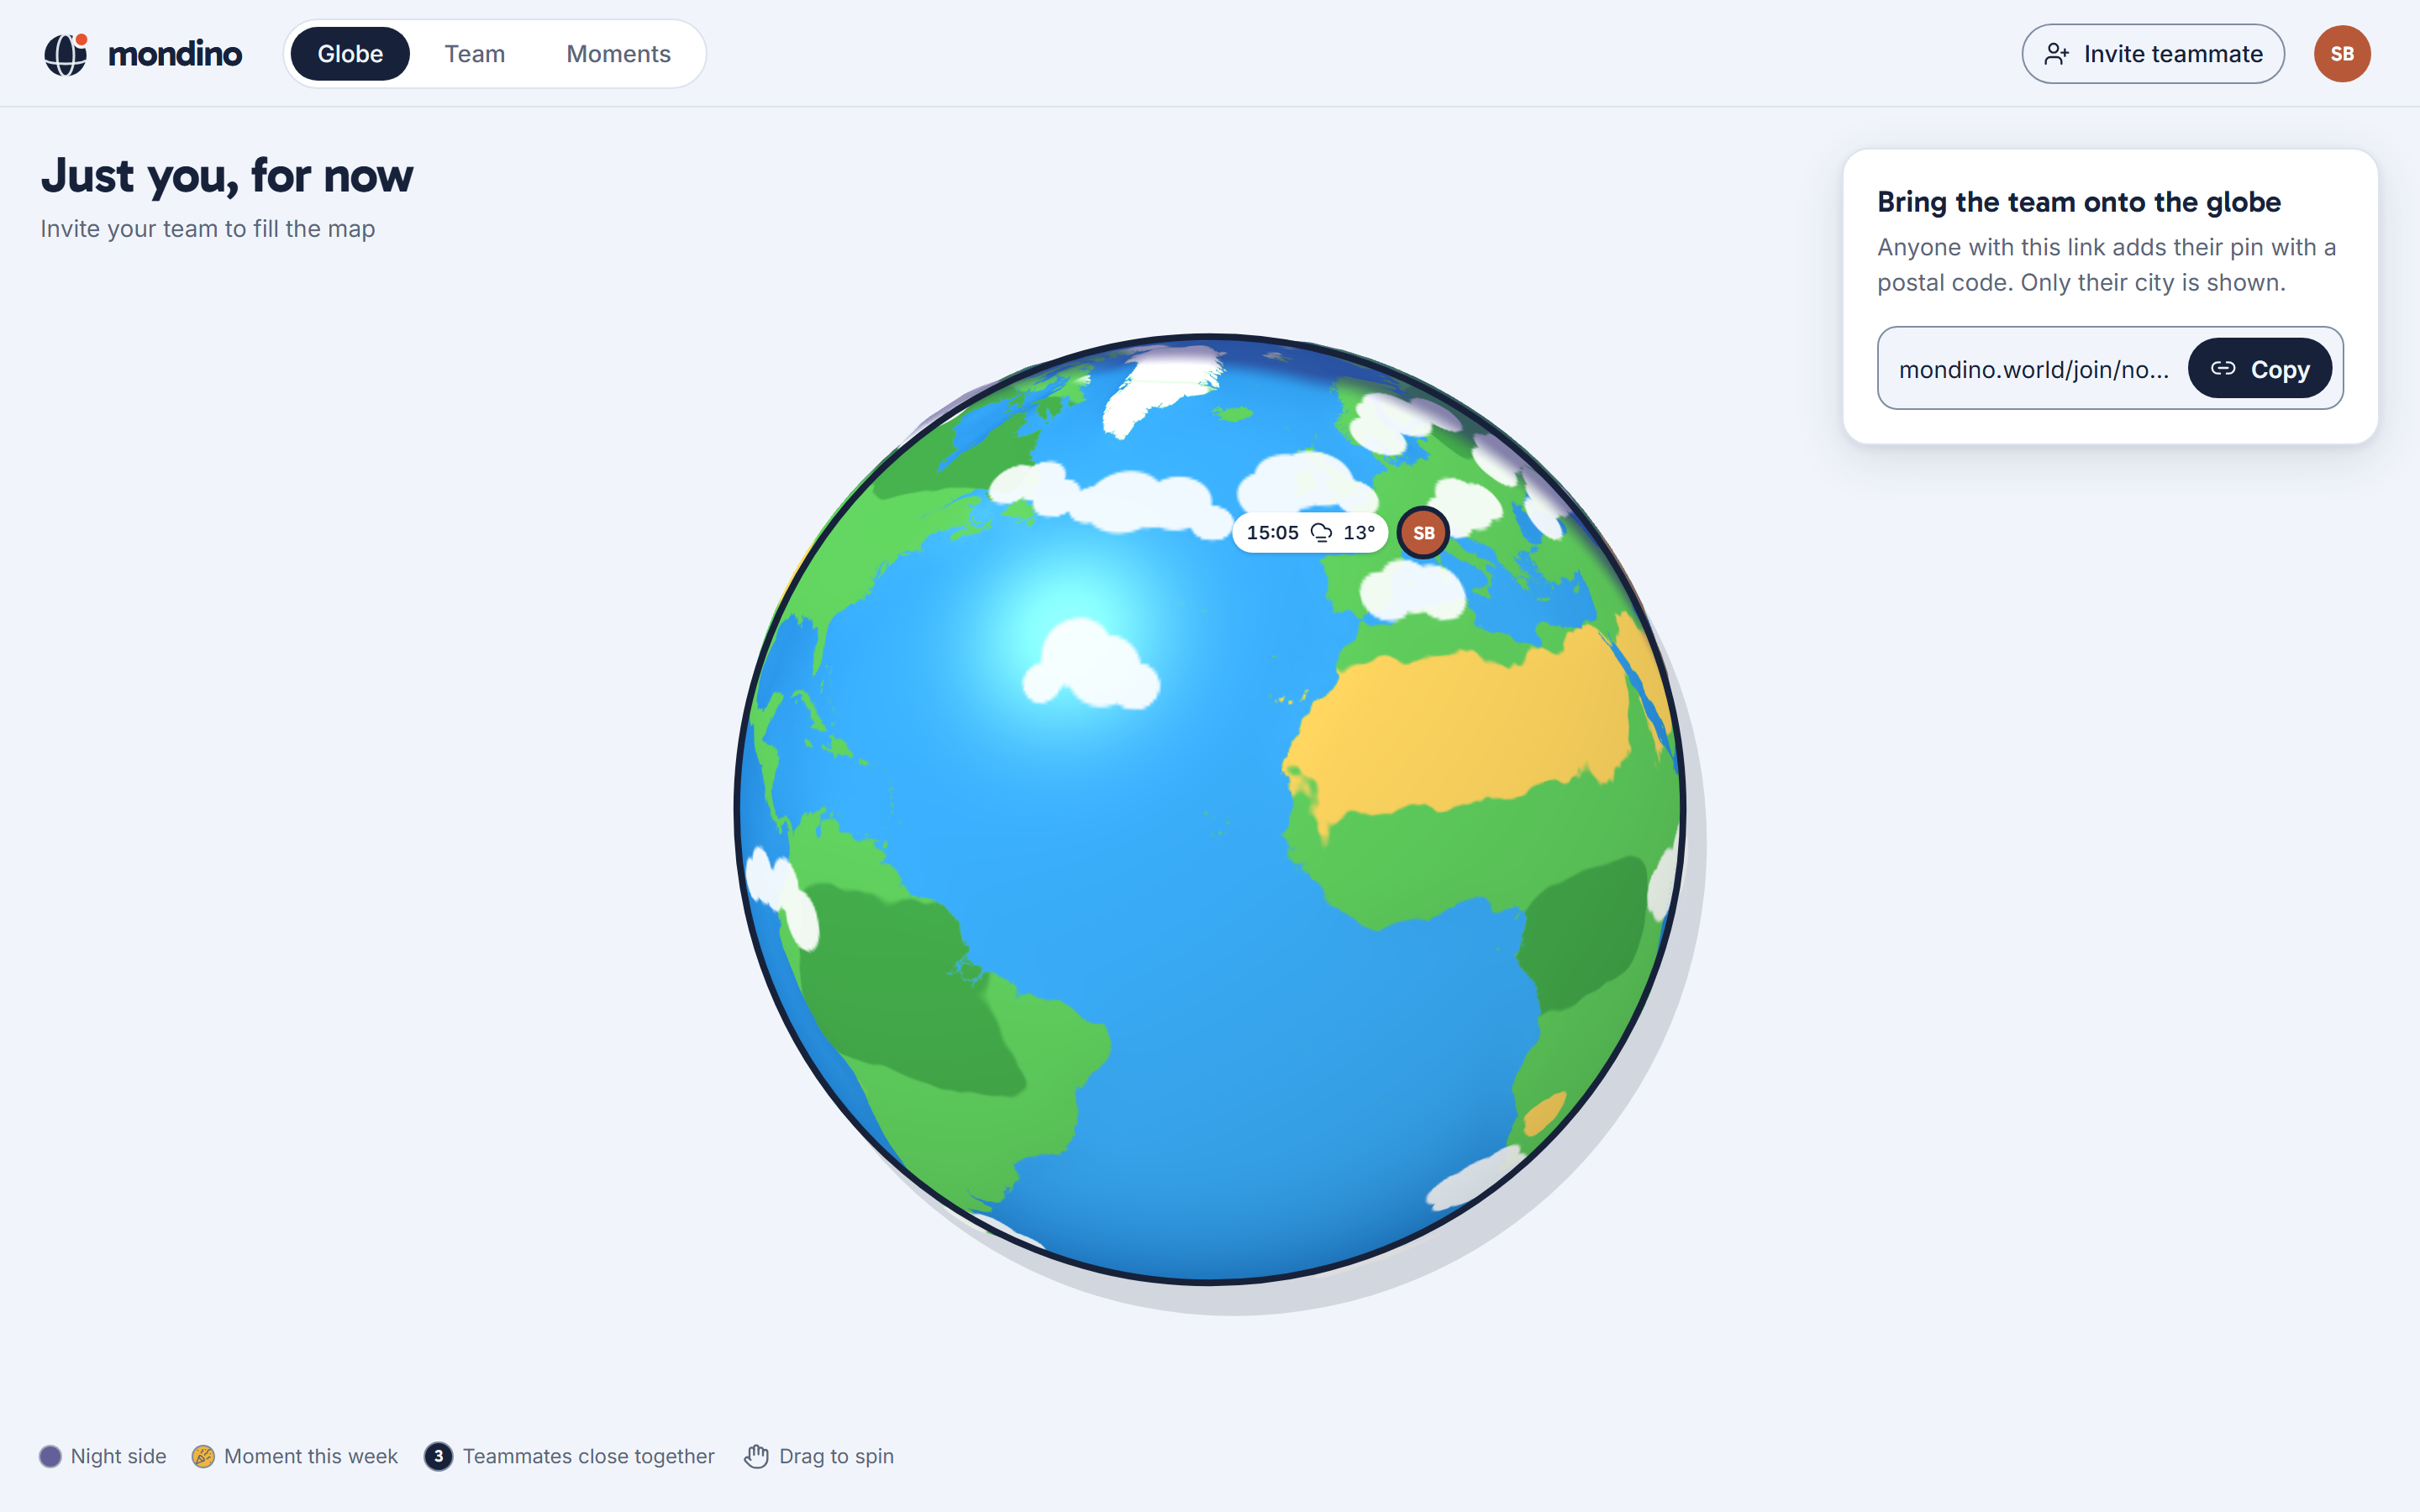 mondino
Globe
Team
Moments
Invite teammate
SB
Just you, for now
Invite your team to fill the map
Bring the team onto the globe
Anyone with this link adds their pin with a
postal code. Only their city is shown.
mondino.world/join/no...
Copy
15:05 13°
SB
Night side
Moment this week
3
Teammates close together
Drag to spin